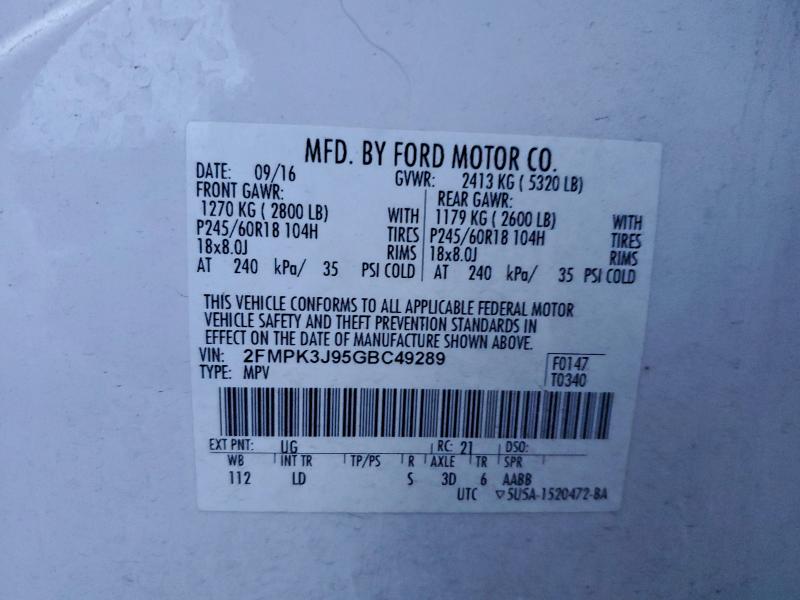 MFD. BY FORD MOTOR CO.
DATE: 09/16 GVWR: 2413 KG ( 5320 LB)
FRONT GAWR: REAR GAWR:
1270 KG ( 2800 LB) WITH 1179 KG ( 2600 LB) WITH
P245/60R18 104H TIRES P245/60R18 104H TIRES
18x8.0J RIMS 18x8.0J RIMS
AT 240 kPa/ 35 PSI COLD AT 240 kPa/ 35 PSI COLD
THIS VEHICLE CONFORMS TO ALL APPLICABLE FEDERAL MOTOR
VEHICLE SAFETY AND THEFT PREVENTION STANDARDS IN
EFFECT ON THE DATE OF MANUFACTURE SHOWN ABOVE.
VIN: 2FMPK3J95GBC49289 F0147
TYPE: MPV T0340
EXT PNT: UG RC: 21 DSO:
WB INT TR TP/PS R AXLE TR SPR
112 LD S 3D 6 AABB
UTC ▽5U5A-1520472-BA